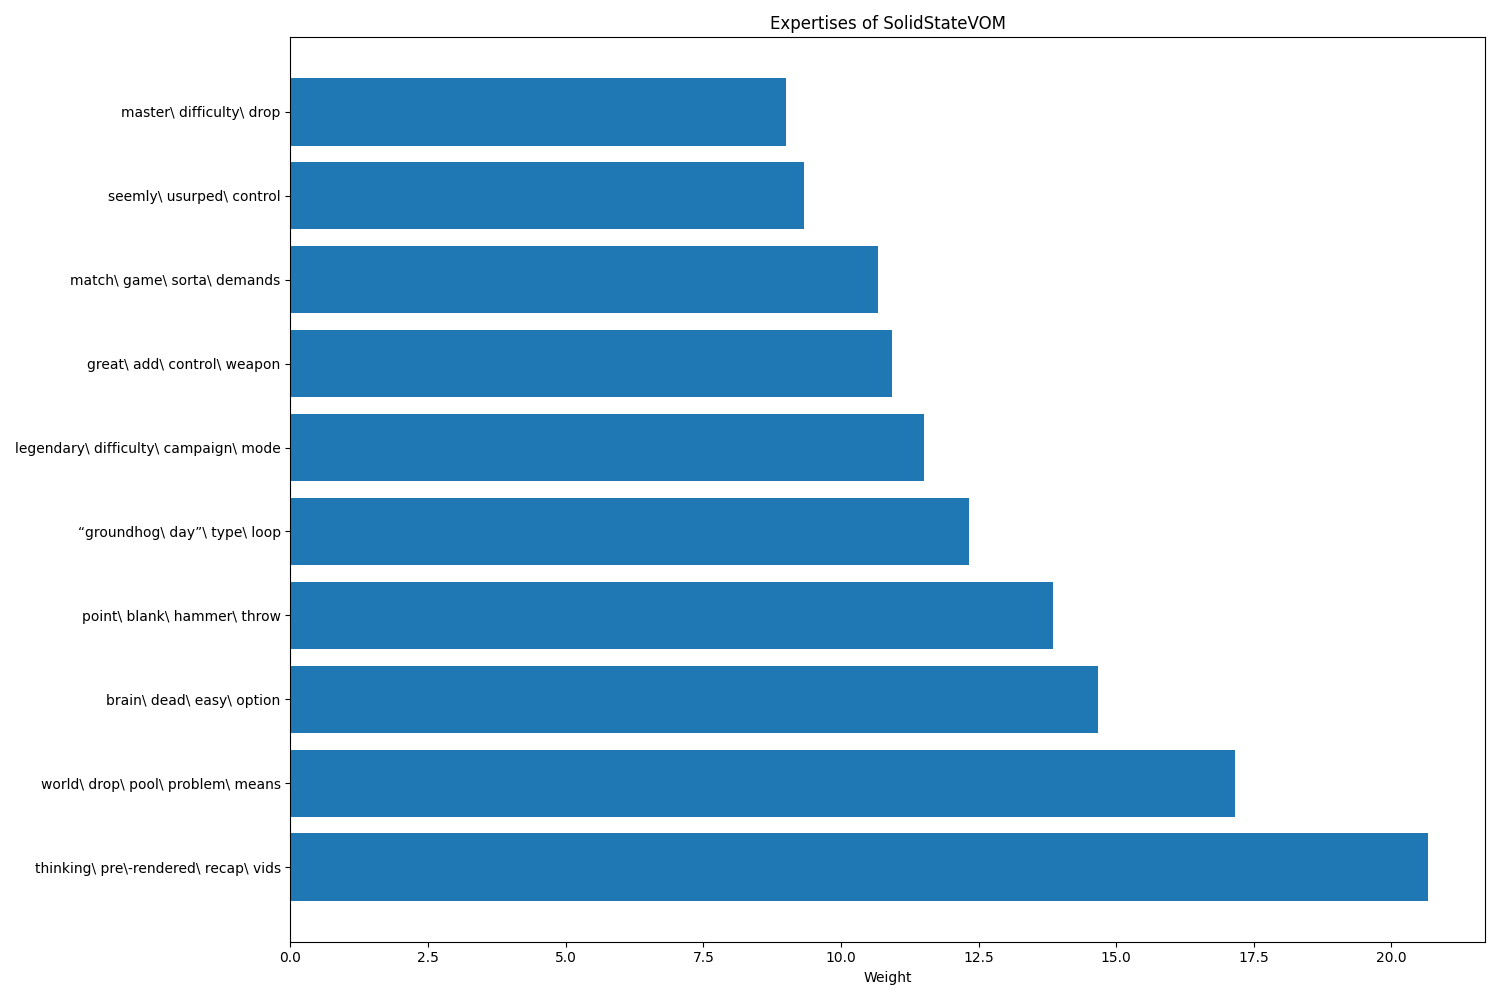 Expertises of SolidStateVOM
master\ difficulty\ drop
seemly\ usurped\ control
match\ game\ sorta\ demands
great\ add\ control\ weapon
legendary\ difficulty\ campaign\ mode
“groundhog\ day”\ type\ loop
point\ blank\ hammer\ throw
brain\ dead\ easy\ option
world\ drop\ pool\ problem\ means
thinking\ pre\-rendered\ recap\ vids
0.0 2.5 5.0 7.5 10.0 12.5 15.0 17.5 20.0
Weight